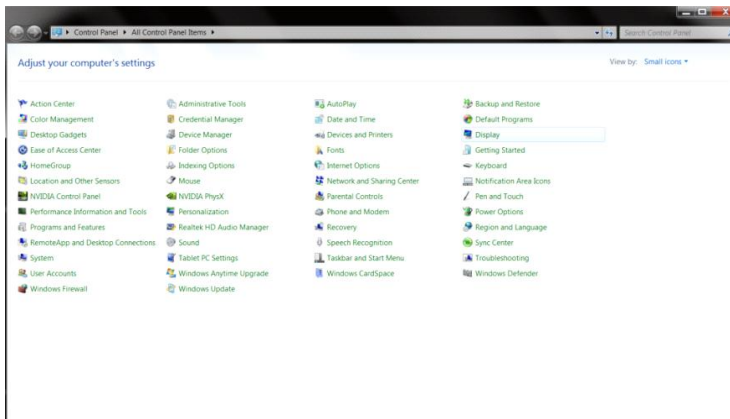 Control Panel ▸ All Control Panel Items ▸
Search Control Panel
Adjust your computer's settings
View by: Small icons
Action Center
Administrative Tools
AutoPlay
Backup and Restore
Color Management
Credential Manager
Date and Time
Default Programs
Desktop Gadgets
Device Manager
Devices and Printers
Display
Ease of Access Center
Folder Options
Fonts
Getting Started
HomeGroup
Indexing Options
Internet Options
Keyboard
Location and Other Sensors
Mouse
Network and Sharing Center
Notification Area Icons
NVIDIA Control Panel
NVIDIA PhysX
Parental Controls
Pen and Touch
Performance Information and Tools
Personalization
Phone and Modem
Power Options
Programs and Features
Realtek HD Audio Manager
Recovery
Region and Language
RemoteApp and Desktop Connections
Sound
Speech Recognition
Sync Center
System
Tablet PC Settings
Taskbar and Start Menu
Troubleshooting
User Accounts
Windows Anytime Upgrade
Windows CardSpace
Windows Defender
Windows Firewall
Windows Update